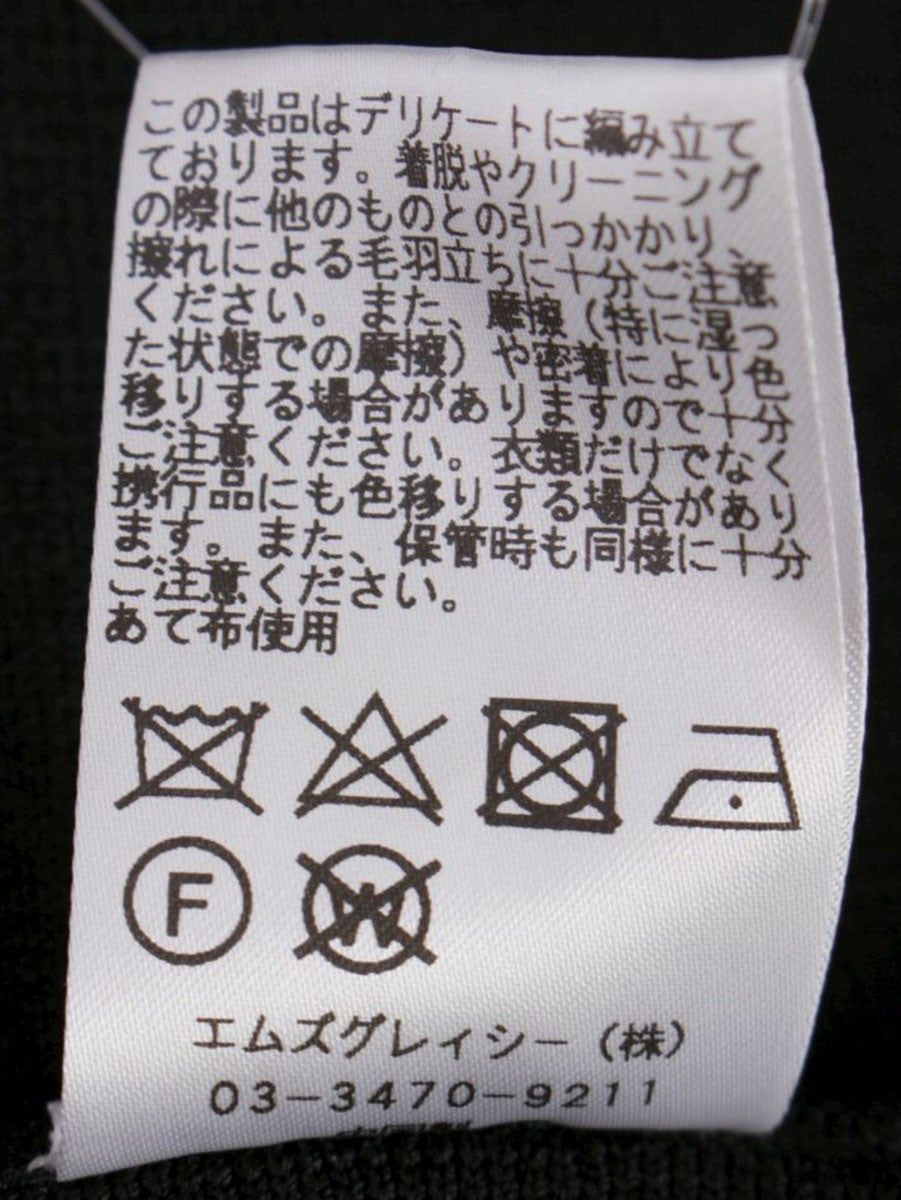 この製品はデリケートに編み立て
ております。着脱やクリーニング
の際に他のものとの引っかかり、
擦れによる毛羽立ちに十分ご注意
ください。また、摩擦（特に湿っ
た状態での摩擦）や密着により色
移りする場合がありますので十分
ご注意ください。衣類だけでなく
携行品にも色移りする場合があり
ます。また、保管時も同様に十分
ご注意ください。
あて布使用
F W
エムズグレィシー（株）
03-3470-9211